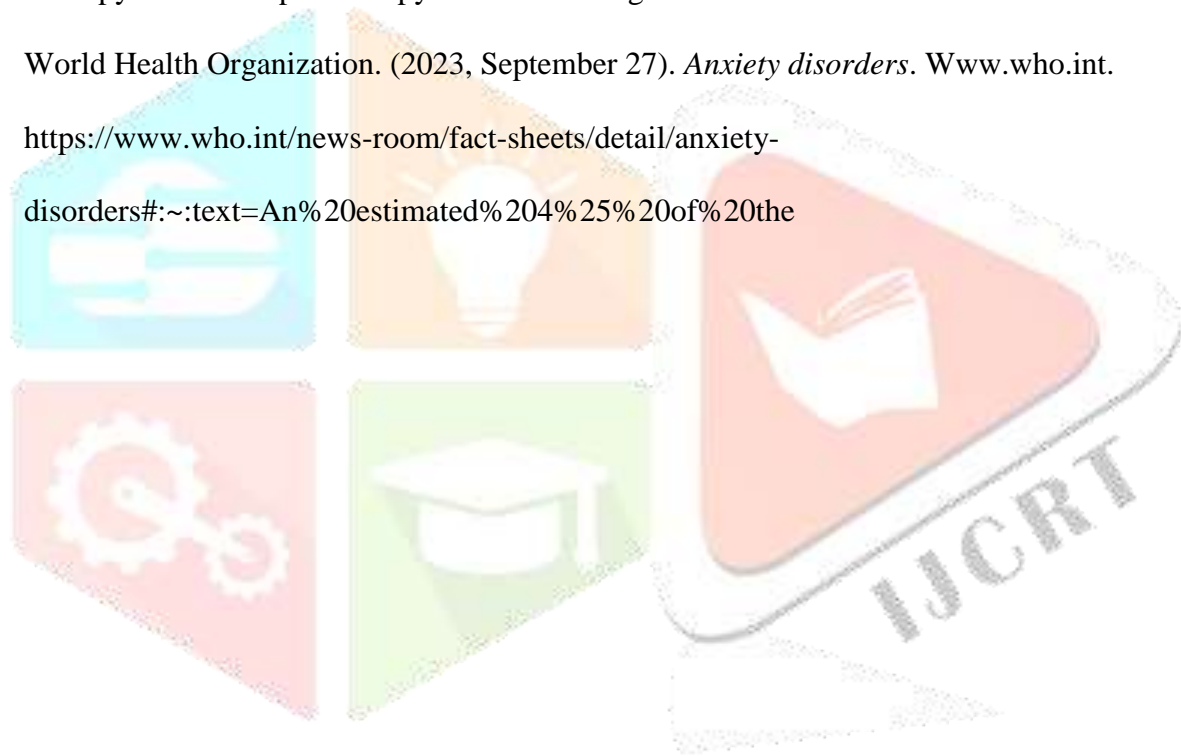 World Health Organization. (2023, September 27). Anxiety disorders. Www.who.int.
https://www.who.int/news-room/fact-sheets/detail/anxiety-
disorders#:~:text=An%20estimated%204%25%20of%20the
IJCRT